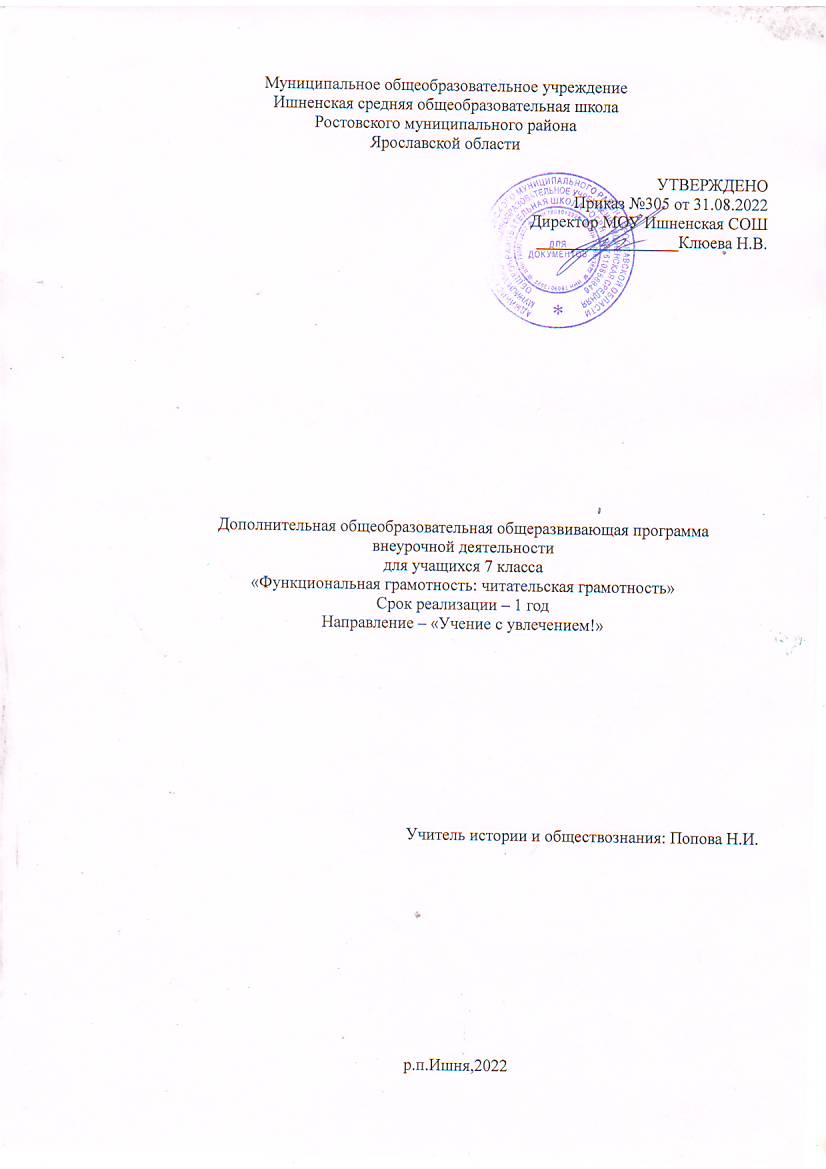 Муниципальное общеобразовательное учреждение
Ишненская средняя общеобразовательная школа
Ростовского муниципального района
Ярославской области
УТВЕРЖДЕНО
Приказ №305 от 31.08.2022
Директор МОУ Ишненская СОШ
Клюева Н.В.
ДЛЯ
ДОКУМЕНТОВ
Дополнительная общеобразовательная общеразвивающая программа
внеурочной деятельности
для учащихся 7 класса
«Функциональная грамотность: читательская грамотность»
Срок реализации – 1 год
Направление – «Учение с увлечением!»
Учитель истории и обществознания: Попова Н.И.
р.п.Ишня,2022